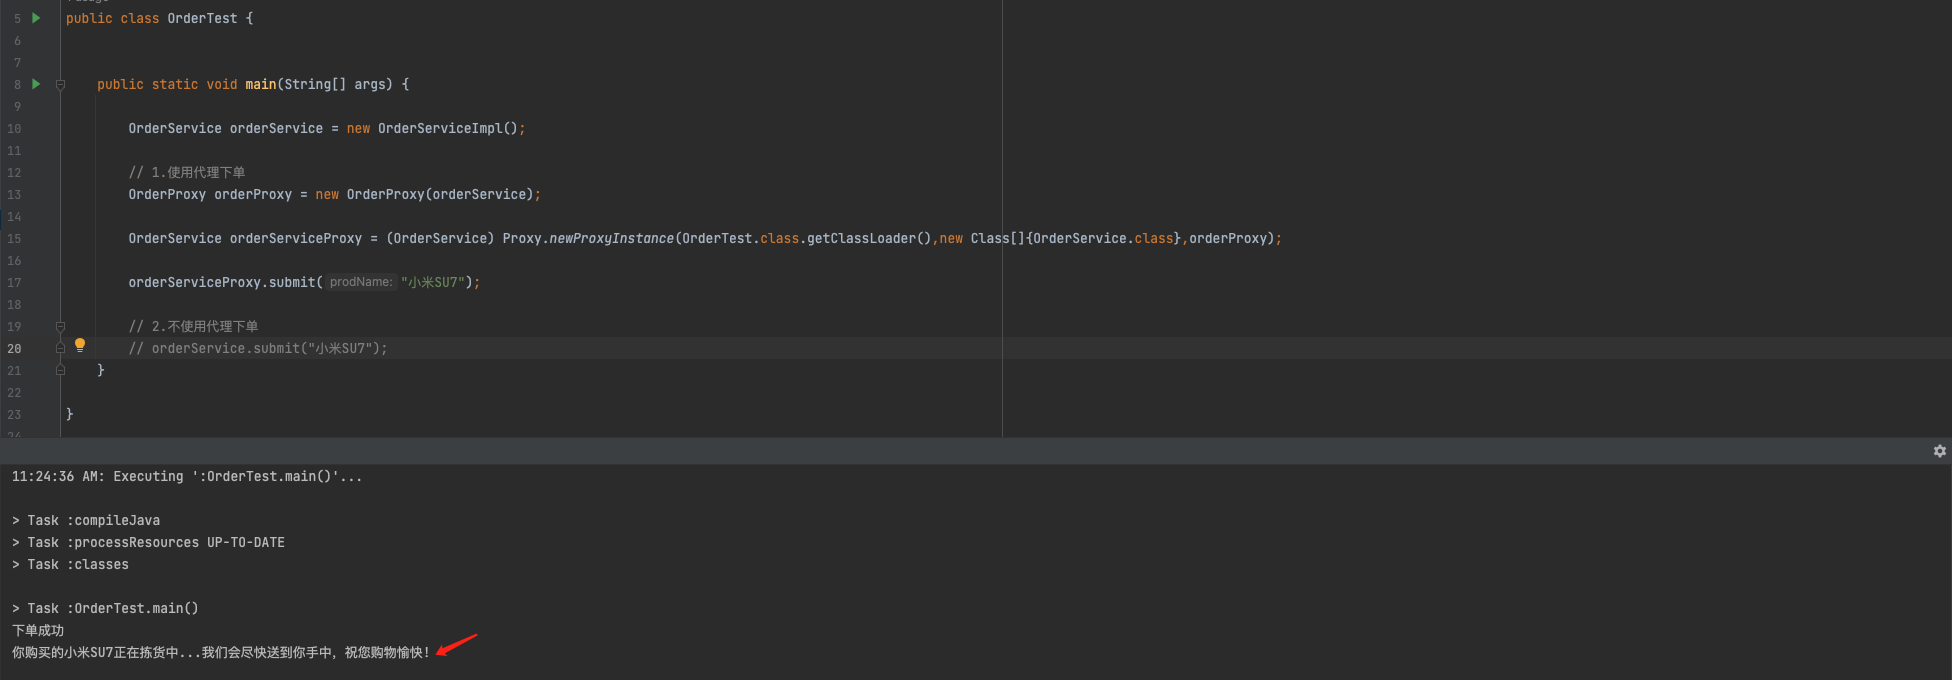 5 public class OrderTest {
6
7
8 public static void main(String[] args) {
9
10 OrderService orderService = new OrderServiceImpl();
11
12 // 1.使用代理下单
13 OrderProxy orderProxy = new OrderProxy(orderService);
14
15 OrderService orderServiceProxy = (OrderService) Proxy.newProxyInstance(OrderTest.class.getClassLoader(),new Class[]{OrderService.class},orderProxy);
16
17 orderServiceProxy.submit( prodName: "小米SU7");
18
19 // 2.不使用代理下单
20 // orderService.submit("小米SU7");
21 }
22
23 }
24
11:24:36 AM: Executing ':OrderTest.main()'...
> Task :compileJava
> Task :processResources UP-TO-DATE
> Task :classes
> Task :OrderTest.main()
下单成功
你购买的小米SU7正在拣货中...我们会尽快送到你手中，祝您购物愉快！